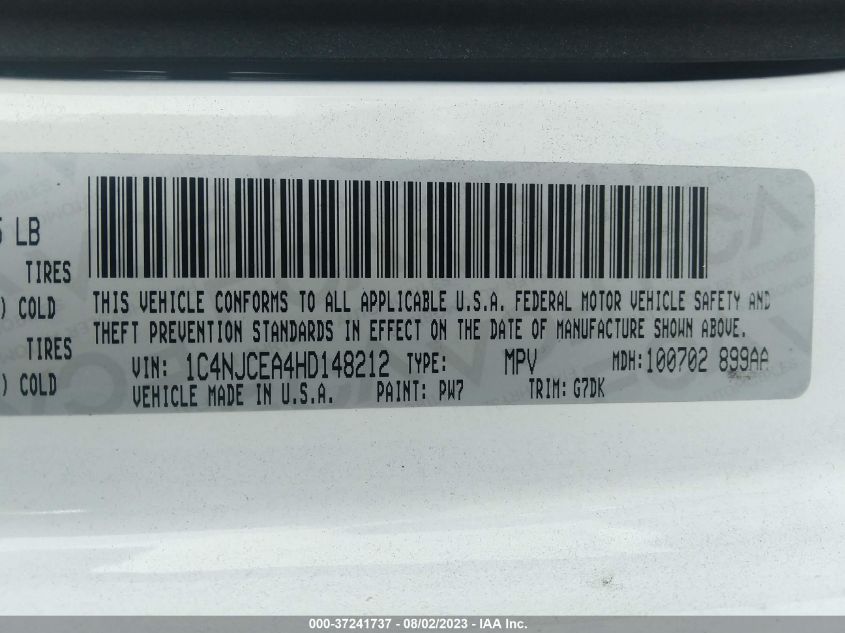 5 LB
TIRES
) COLD
TIRES
) COLD
THIS VEHICLE CONFORMS TO ALL APPLICABLE U.S.A. FEDERAL MOTOR VEHICLE SAFETY AND
THEFT PREVENTION STANDARDS IN EFFECT ON THE DATE OF MANUFACTURE SHOWN ABOVE.
VIN: 1C4NJCEA4HD148212 TYPE: MPV MDH:100702 899AA
VEHICLE MADE IN U.S.A. PAINT: PW7 TRIM: G7DK
000-37241737 - 08/02/2023 - IAA Inc.